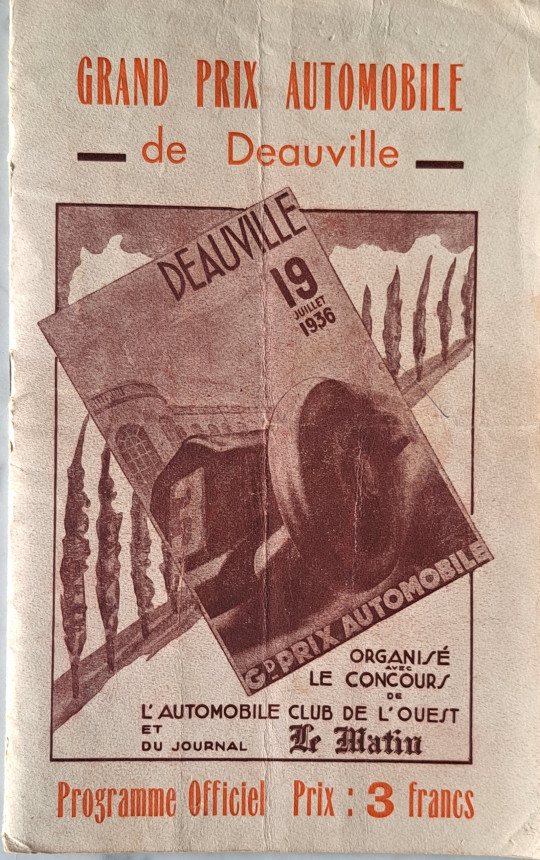 GRAND PRIX AUTOMOBILE
de Deauville
DEAUVILLE
19
JUILLET
1936
GD PRIX AUTOMOBILE
ORGANISÉ
AVEC
LE CONCOURS
DE
L'AUTOMOBILE CLUB DE L'OUEST
ET
DU JOURNAL Le Matin
Programme Officiel Prix : 3 francs